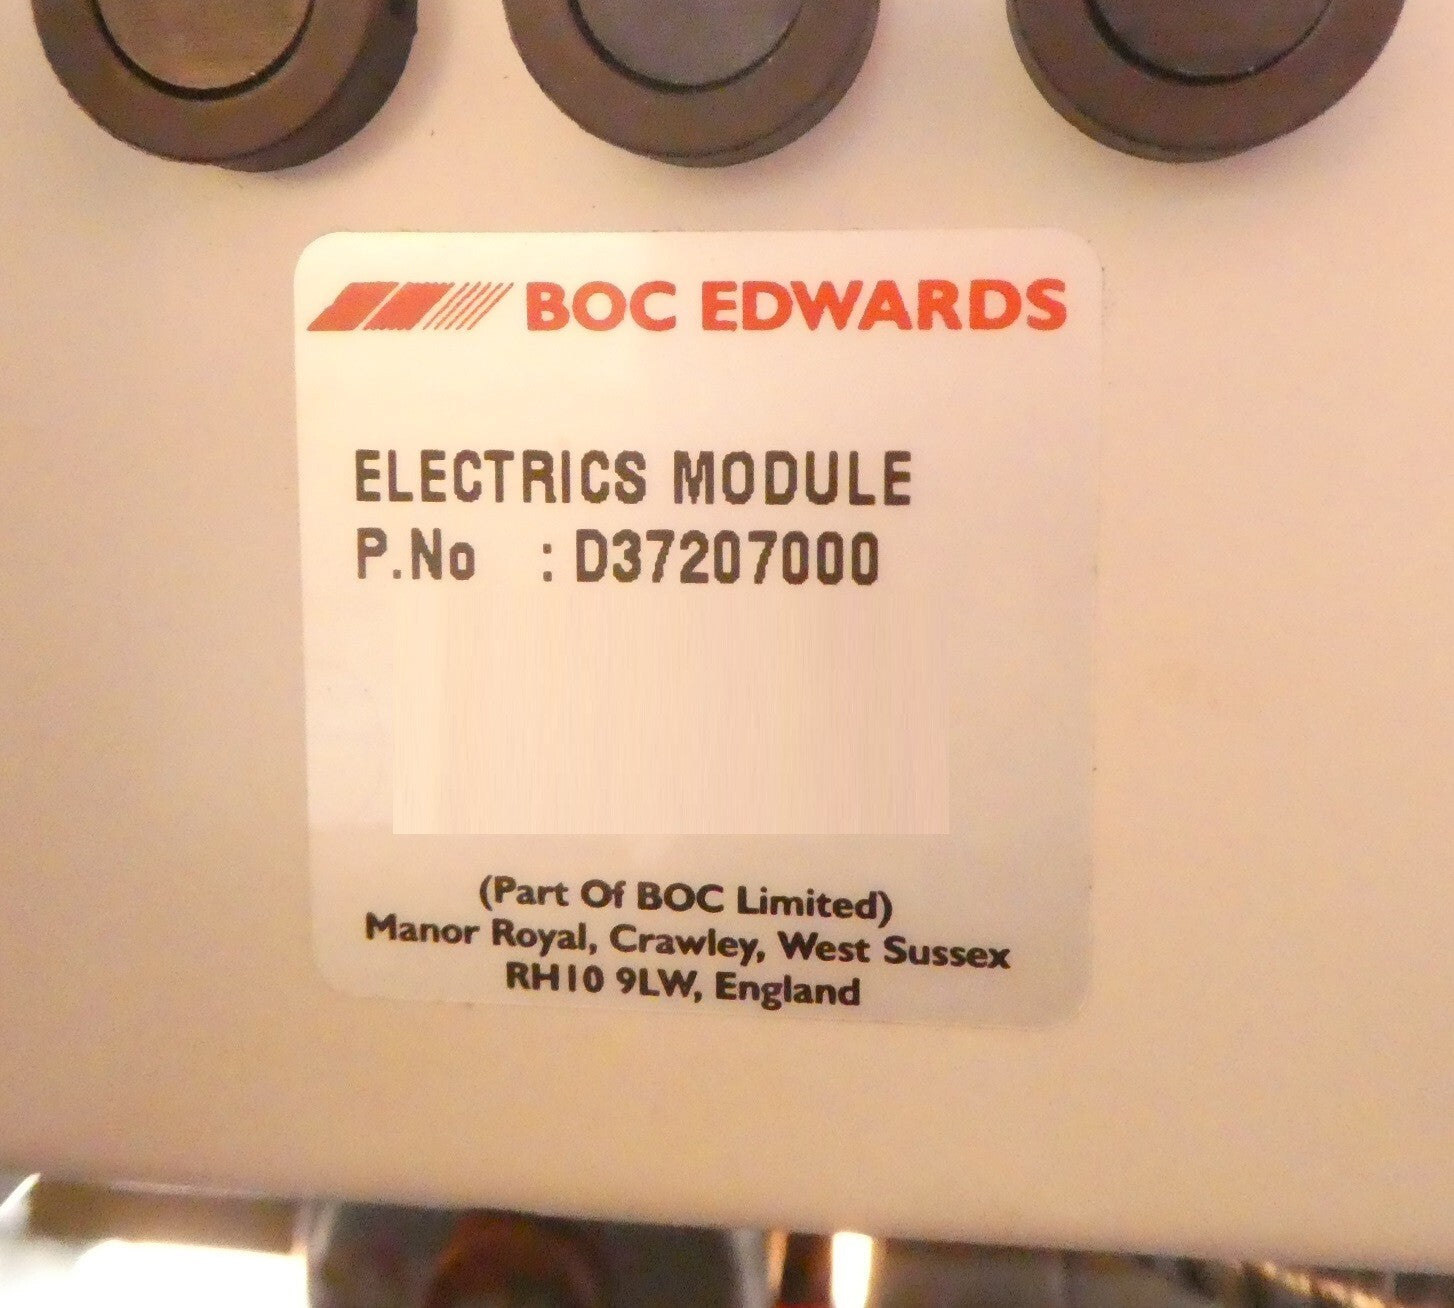 BOC EDWARDS
ELECTRICS MODULE
P.No : D37207000
(Part Of BOC Limited)
Manor Royal, Crawley, West Sussex
RH10 9LW, England